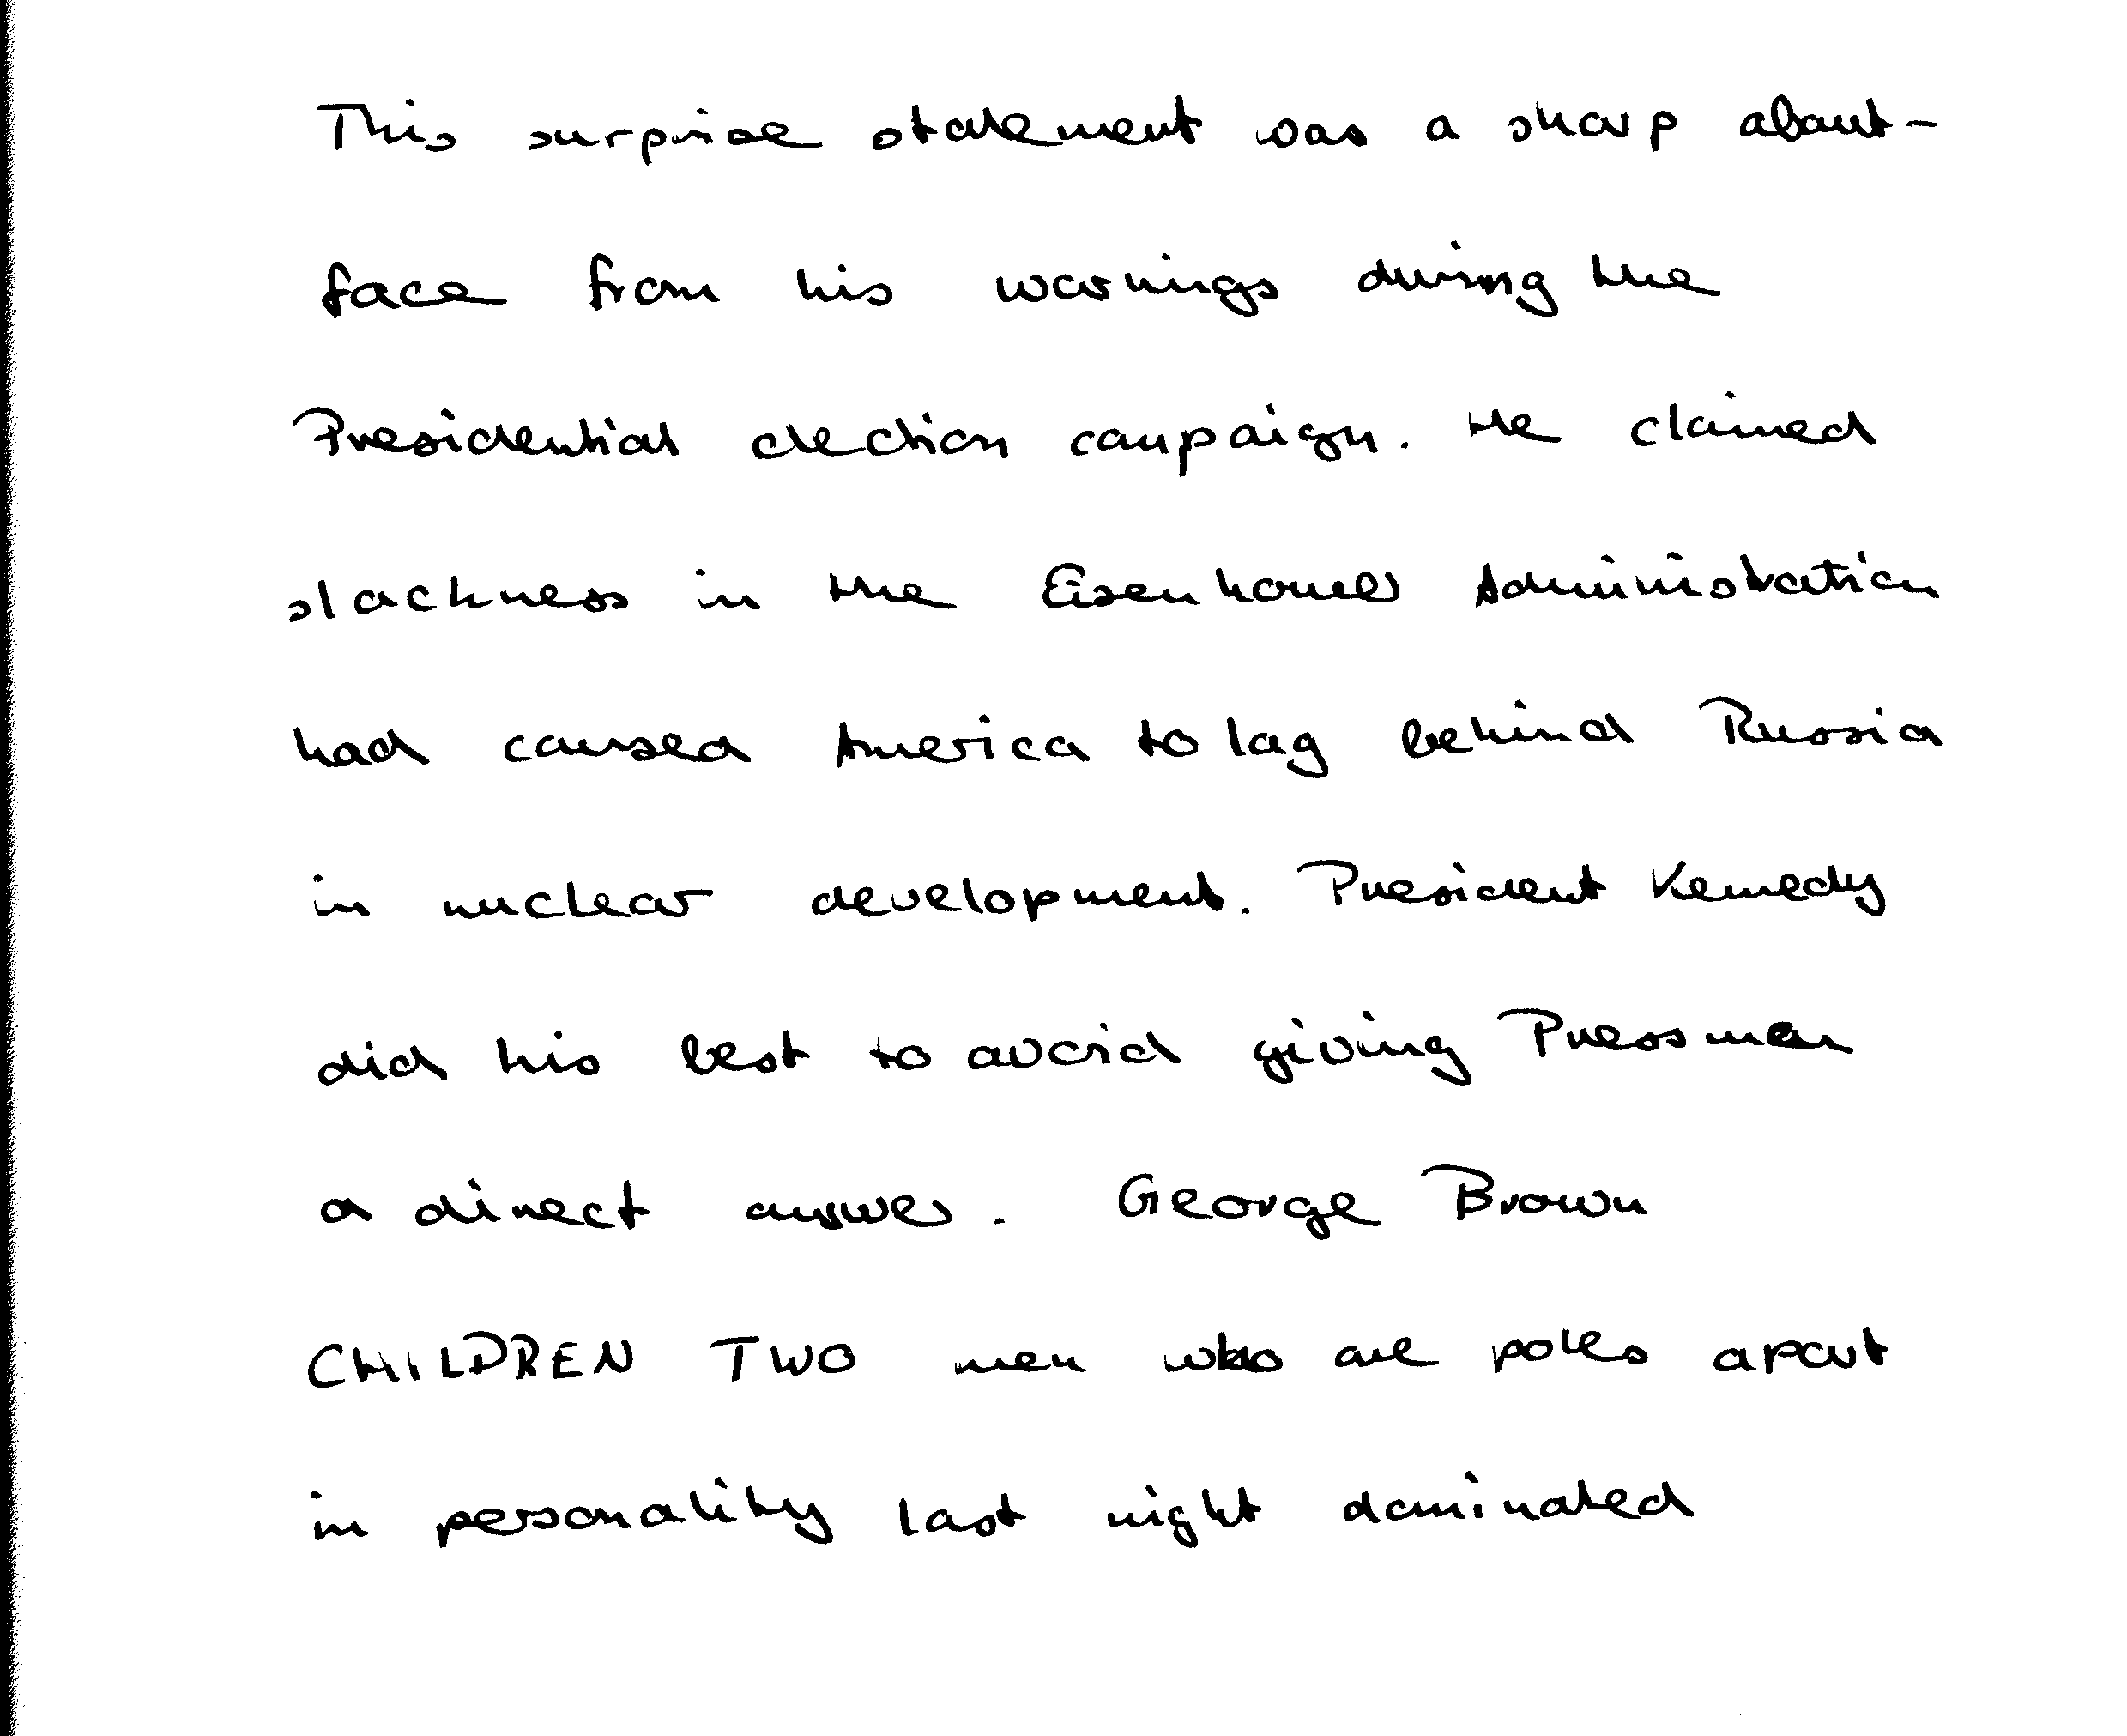 This surprise statement was a sharp about-
face from his warnings during the
Presidential election campaign. He claimed
slackness in the Eisenhower Administration
had caused America to lag behind Russia
in nuclear development. President Kennedy
did his best to avoid giving Pressmen
a direct answer. George Brown
CHILDREN TWO men who are poles apart
in personality last night dominated